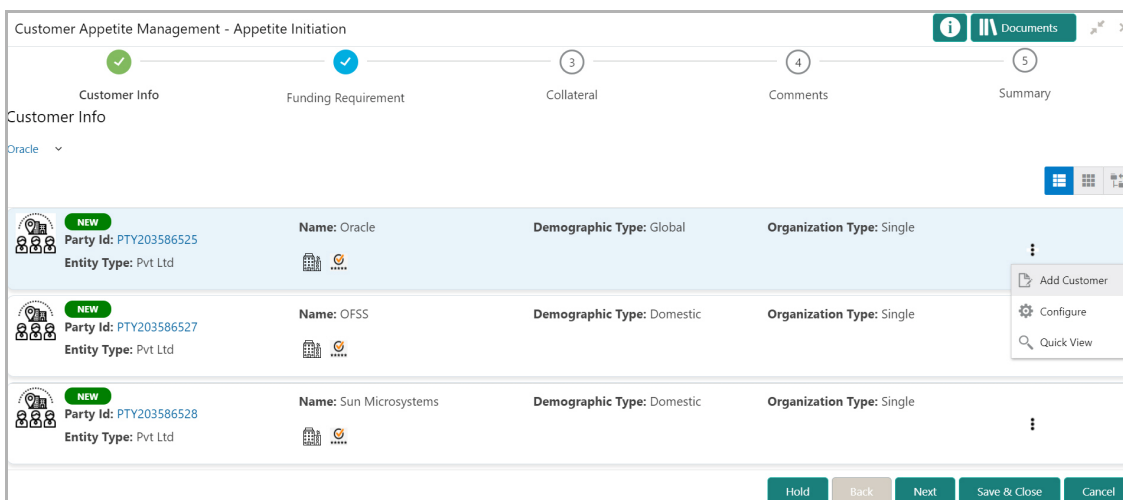 Customer Appetite Management - Appetite Initiation
i
Documents
3
4
5
Customer Info
Funding Requirement
Collateral
Comments
Summary
Customer Info
Oracle
NEW
Party Id: PTY203586525
Entity Type: Pvt Ltd
Name: Oracle
Demographic Type: Global
Organization Type: Single
Add Customer
Configure
Quick View
NEW
Party Id: PTY203586527
Entity Type: Pvt Ltd
Name: OFSS
Demographic Type: Domestic
Organization Type: Single
NEW
Party Id: PTY203586528
Entity Type: Pvt Ltd
Name: Sun Microsystems
Demographic Type: Domestic
Organization Type: Single
Hold
Back
Next
Save & Close
Cancel